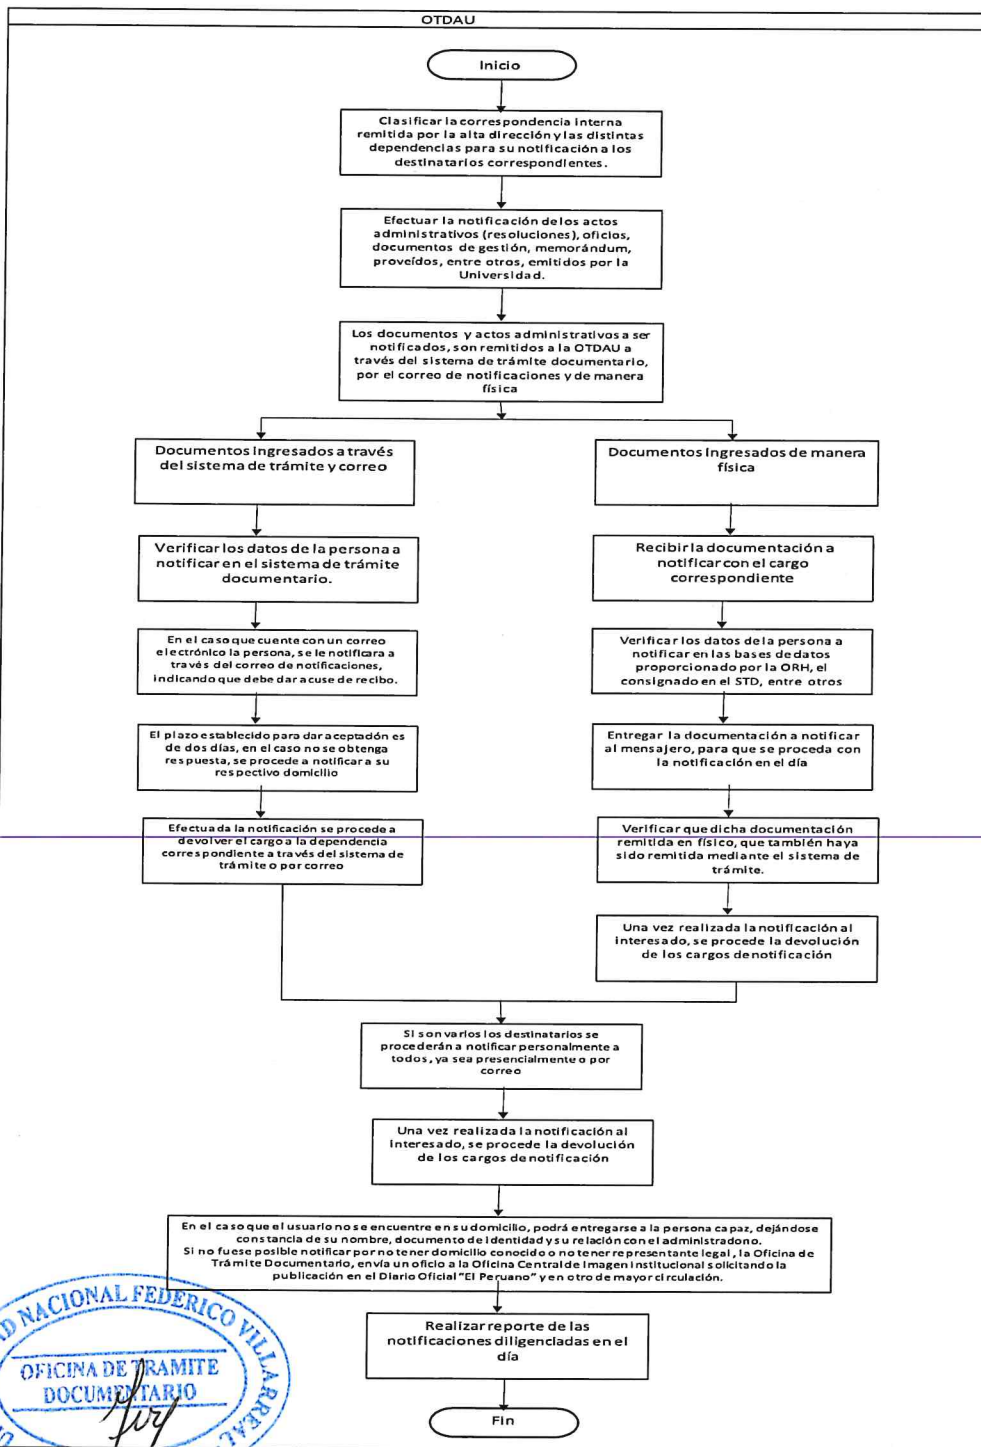 OTDAU
Inicio
Clasificar la correspondencia interna
remitida por la alta dirección y las distintas
dependencias para su notificación a los
destinatarios correspondientes.
Efectuar la notificación de los actos
administrativos (resoluciones), oficios,
documentos de gestión, memorándum,
proveídos, entre otros, emitidos por la
Universidad.
Los documentos y actos administrativos a ser
notificados, son remitidos a la OTDAU a
través del sistema de trámite documentario,
por el correo de notificaciones y de manera
física
Documentos ingresados a través
del sistema de trámite y correo
Verificar los datos de la persona a
notificar en el sistema de trámite
documentario.
En el caso que cuente con un correo
electrónico la persona, se le notificara a
través del correo de notificaciones,
indicando que debe dar acuse de recibo.
El plazo establecido para dar aceptación es
de dos días, en el caso no se obtenga
respuesta, se procede a notificar a su
respectivo domicilio
Efectuada la notificación se procede a
devolver el cargo a la dependencia
correspondiente a través del sistema de
trámite o por correo
Documentos ingresados de manera
física
Recibir la documentación a
notificar con el cargo
correspondiente
Verificar los datos de la persona a
notificar en las bases de datos
proporcionado por la ORH, el
consignado en el STD, entre otros
Entregar la documentación a notificar
al mensajero, para que se proceda con
la notificación en el día
Verificar que dicha documentación
remitida en físico, que también haya
sido remitida mediante el sistema de
trámite.
Una vez realizada la notificación al
interesado, se procede la devolución
de los cargos de notificación
Si son varios los destinatarios se
procederán a notificar personalmente a
todos, ya sea presencialmente o por
correo
Una vez realizada la notificación al
interesado, se procede la devolución
de los cargos de notificación
En el caso que el usuario no se encuentre en su domicilio, podrá entregarse a la persona capaz, dejándose
constancia de su nombre, documento de identidad y su relación con el administradono.
Si no fuese posible notificar por no tener domicilio conocido o no tener representante legal, la Oficina de
Trámite Documentario, envía un oficio a la Oficina Central de Imagen Institucional solicitando la
publicación en el Diario Oficial "El Peruano" y en otro de mayor circulación.
Realizar reporte de las
notificaciones diligenciadas en el
día
Fin
NACIONAL FEDERICO VILLARREAL
OFICINA DE TRAMITE
DOCUMENTARIO